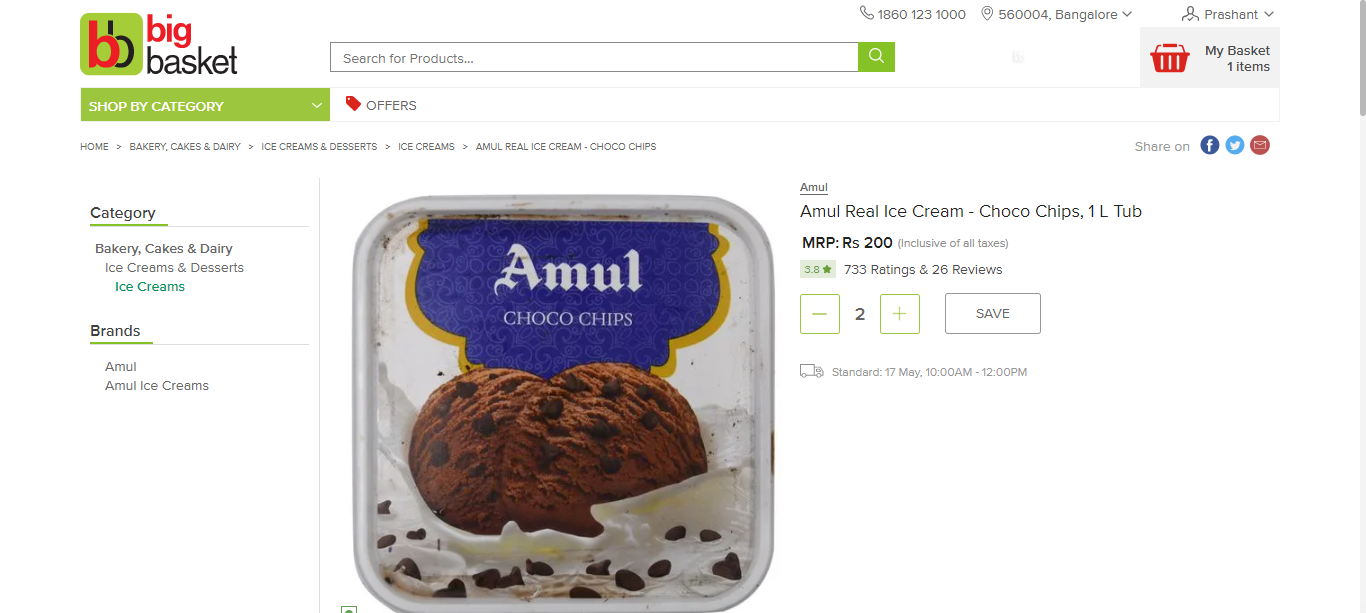 big
basket
bb
1860 123 1000
560004, Bangalore
Prashant
Search for Products...
My Basket
1 items
SHOP BY CATEGORY
OFFERS
HOME > BAKERY, CAKES & DAIRY > ICE CREAMS & DESSERTS > ICE CREAMS > AMUL REAL ICE CREAM - CHOCO CHIPS
Share on
Category
Bakery, Cakes & Dairy
Ice Creams & Desserts
Ice Creams
Brands
Amul
Amul Ice Creams
Amul
CHOCO CHIPS
Amul
Amul Real Ice Cream - Choco Chips, 1 L Tub
MRP: Rs 200 (Inclusive of all taxes)
3.8 ★ 733 Ratings & 26 Reviews
2
SAVE
Standard: 17 May, 10:00AM - 12:00PM